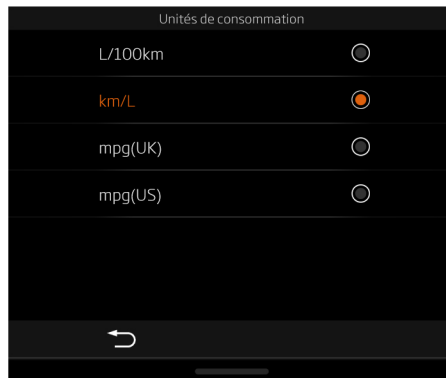 Unités de consommation
L/100km
km/L
mpg(UK)
mpg(US)